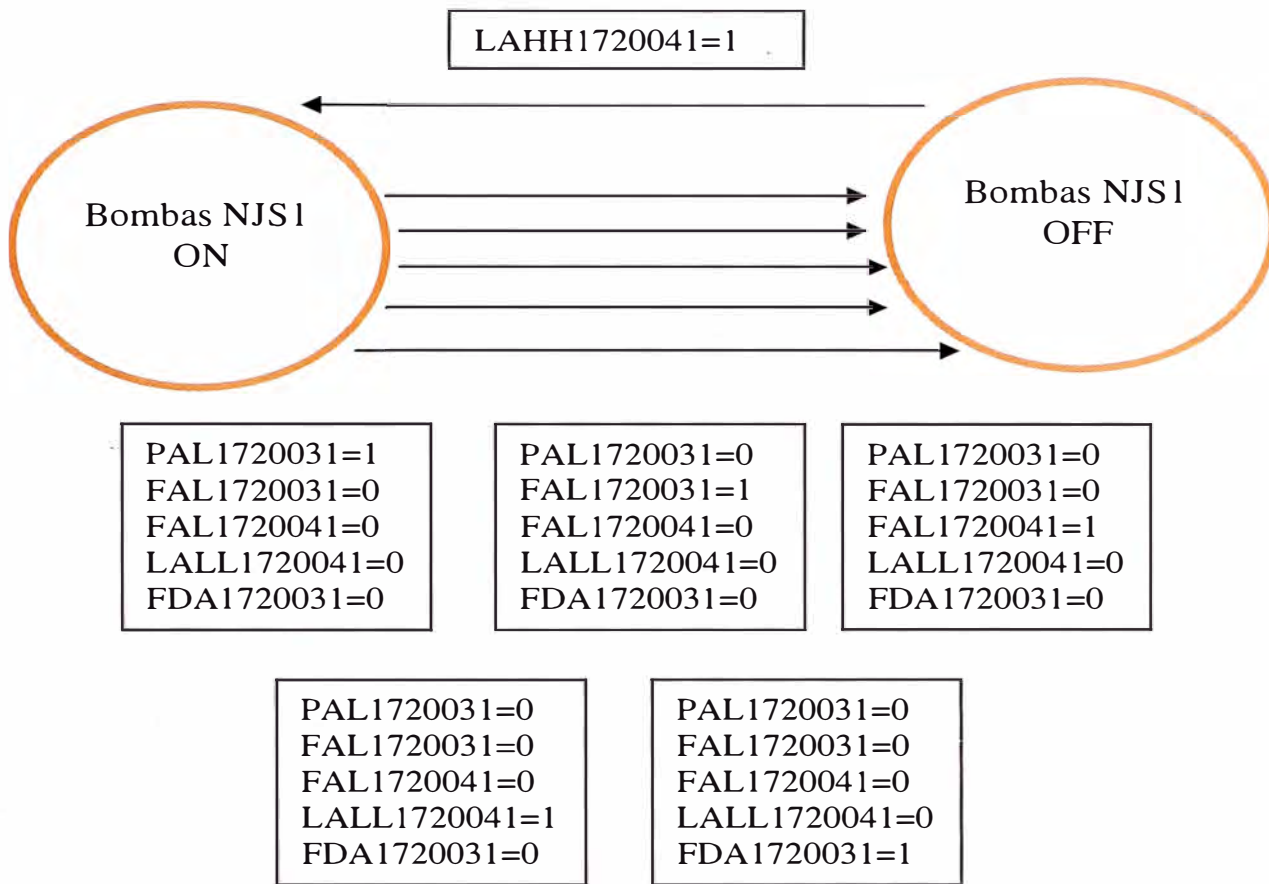 LAHH1720041=1
Bombas NJS1
ON
Bombas NJS1
OFF
PAL1720031=1
FAL1720031=0
FAL1720041=0
LALL1720041=0
FDA1720031=0
PAL1720031=0
FAL1720031=1
FAL1720041=0
LALL1720041=0
FDA1720031=0
PAL1720031=0
FAL1720031=0
FAL1720041=1
LALL1720041=0
FDA1720031=0
PAL1720031=0
FAL1720031=0
FAL1720041=0
LALL1720041=1
FDA1720031=0
PAL1720031=0
FAL1720031=0
FAL1720041=0
LALL1720041=0
FDA1720031=1